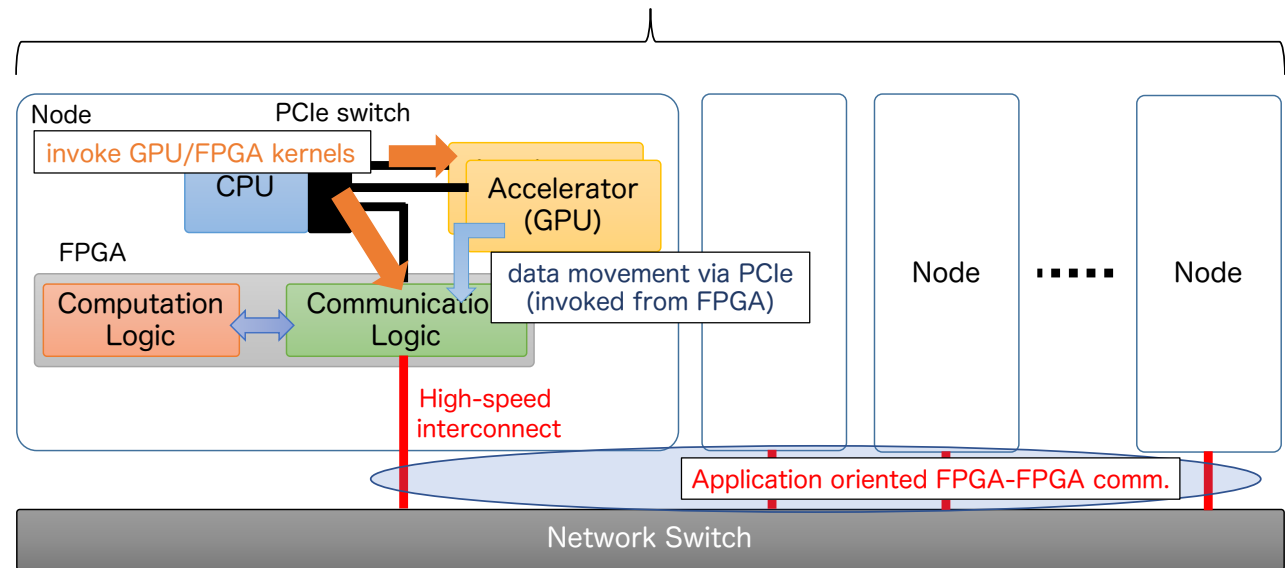 Node
PCIe switch
invoke GPU/FPGA kernels
CPU
Accelerator
(GPU)
FPGA
data movement via PCIe
(invoked from FPGA)
Computation
Logic
Communicatio
Logic
High-speed
interconnect
Node
Node
Application oriented FPGA-FPGA comm.
Network Switch